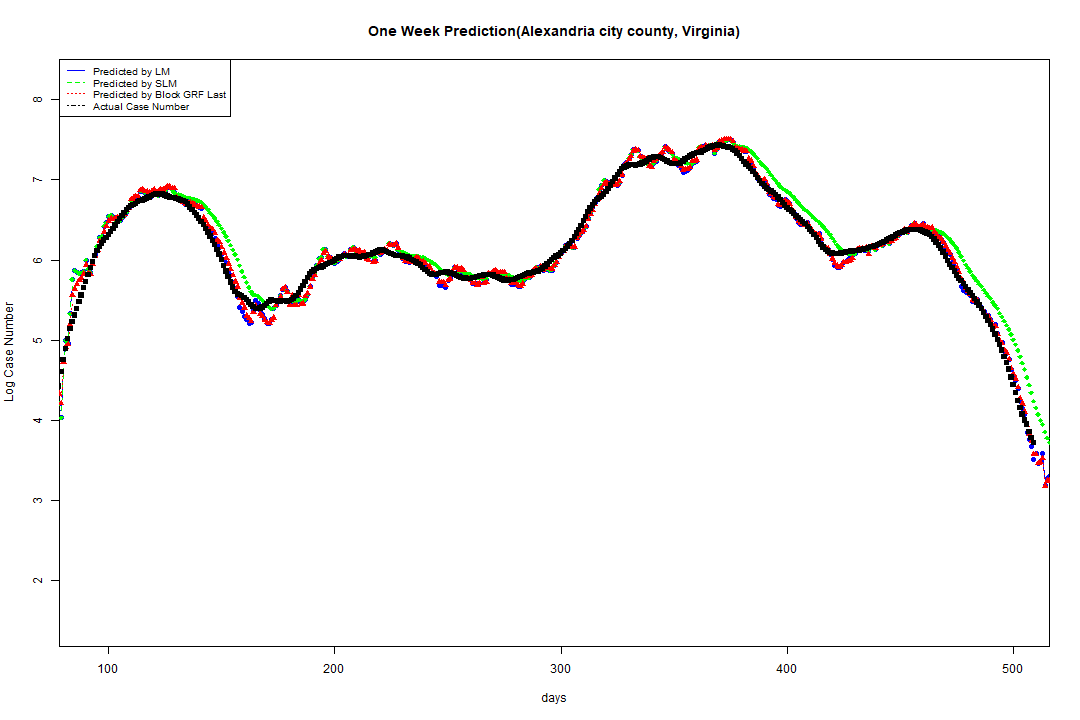 One Week Prediction(Alexandria city county, Virginia)
Predicted by LM
Predicted by SLM
Predicted by Block GRF Last
Actual Case Number
8
7
6
5
4
3
2
Log Case Number
100 200 300 400 500
days